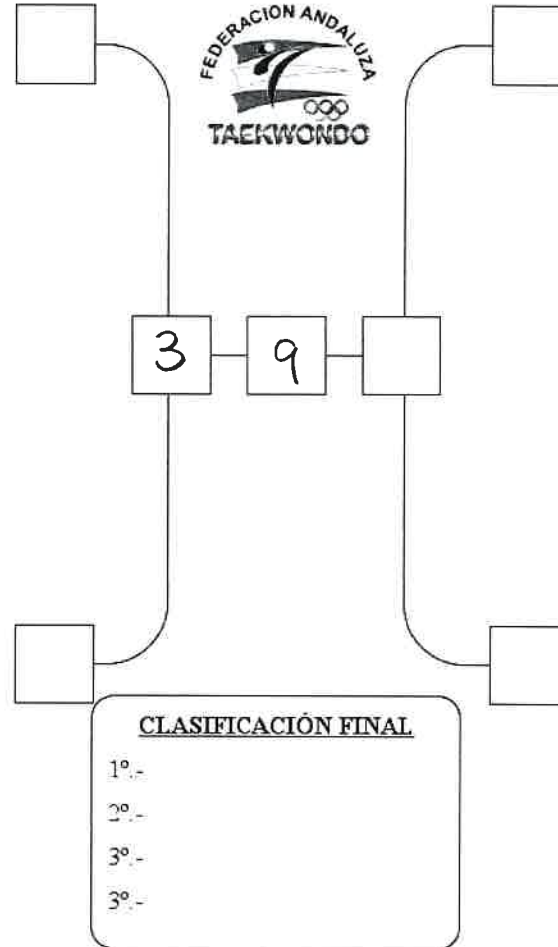 FEDERACION ANDALUZA
TAEKWONDO
3 9
CLASIFICACIÓN FINAL
1º.-
2º.-
3º.-
3º.-